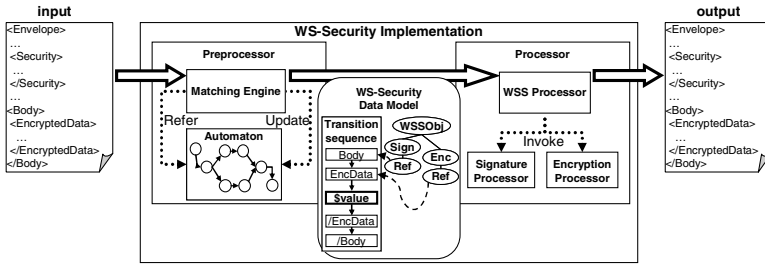 input
<Envelope>
...
<Security>
...
</Security>
...
<Body>
<EncryptedData>
...
</EncryptedData>
</Body>
WS-Security Implementation
Preprocessor
Matching Engine
Refer
Update
Automaton
WS-Security
Data Model
Transition
sequence
Body
EncData
$value
/EncData
/Body
WSSObj
Sign
Ref
Enc
Ref
Processor
WSS Processor
Invoke
Signature
Processor
Encryption
Processor
output
<Envelope>
...
<Security>
...
</Security>
...
<Body>
<EncryptedData>
...
</EncryptedData>
</Body>